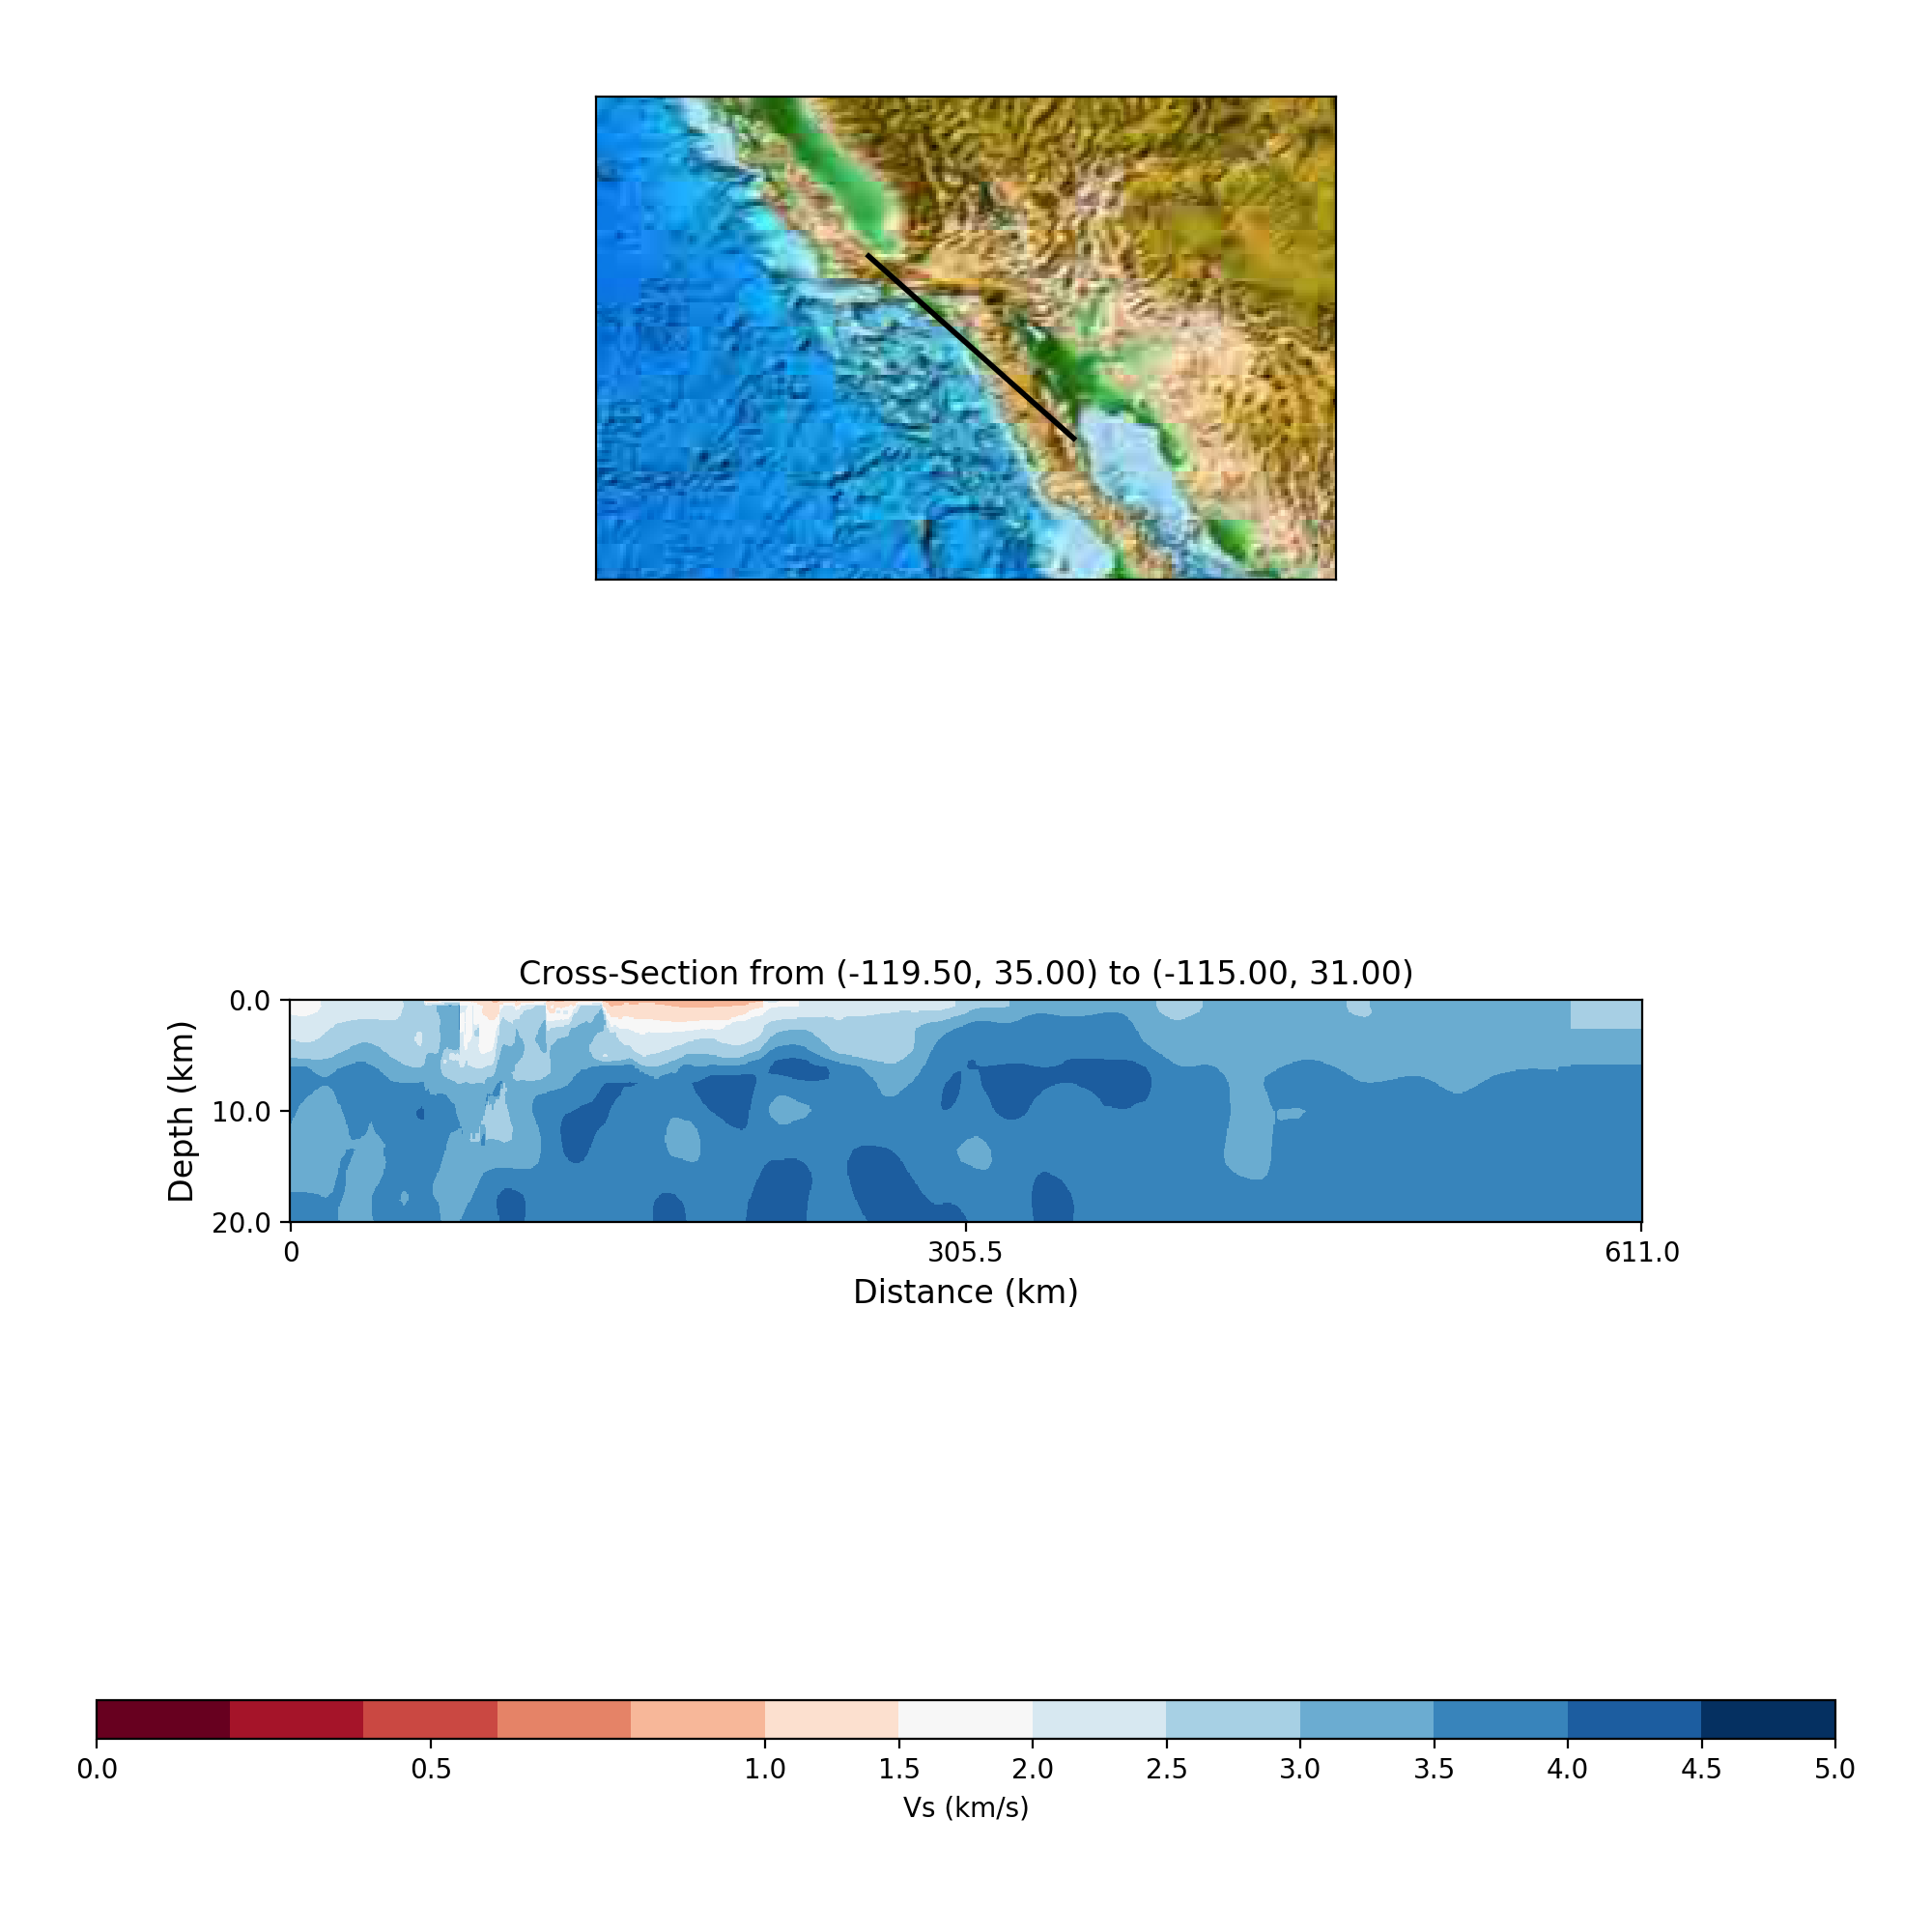 Cross-Section from (-119.50, 35.00) to (-115.00, 31.00)
0.0
10.0
20.0
Depth (km)
0 305.5 611.0
Distance (km)
0.0 0.5 1.0 1.5 2.0 2.5 3.0 3.5 4.0 4.5 5.0
Vs (km/s)